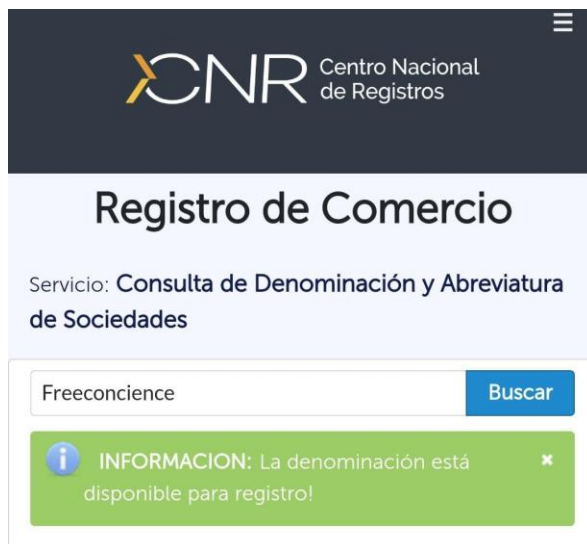 CNR Centro Nacional
de Registros
Registro de Comercio
Servicio: Consulta de Denominación y Abreviatura
de Sociedades
Freeconcience Buscar
INFORMACION: La denominación está ×
disponible para registro!